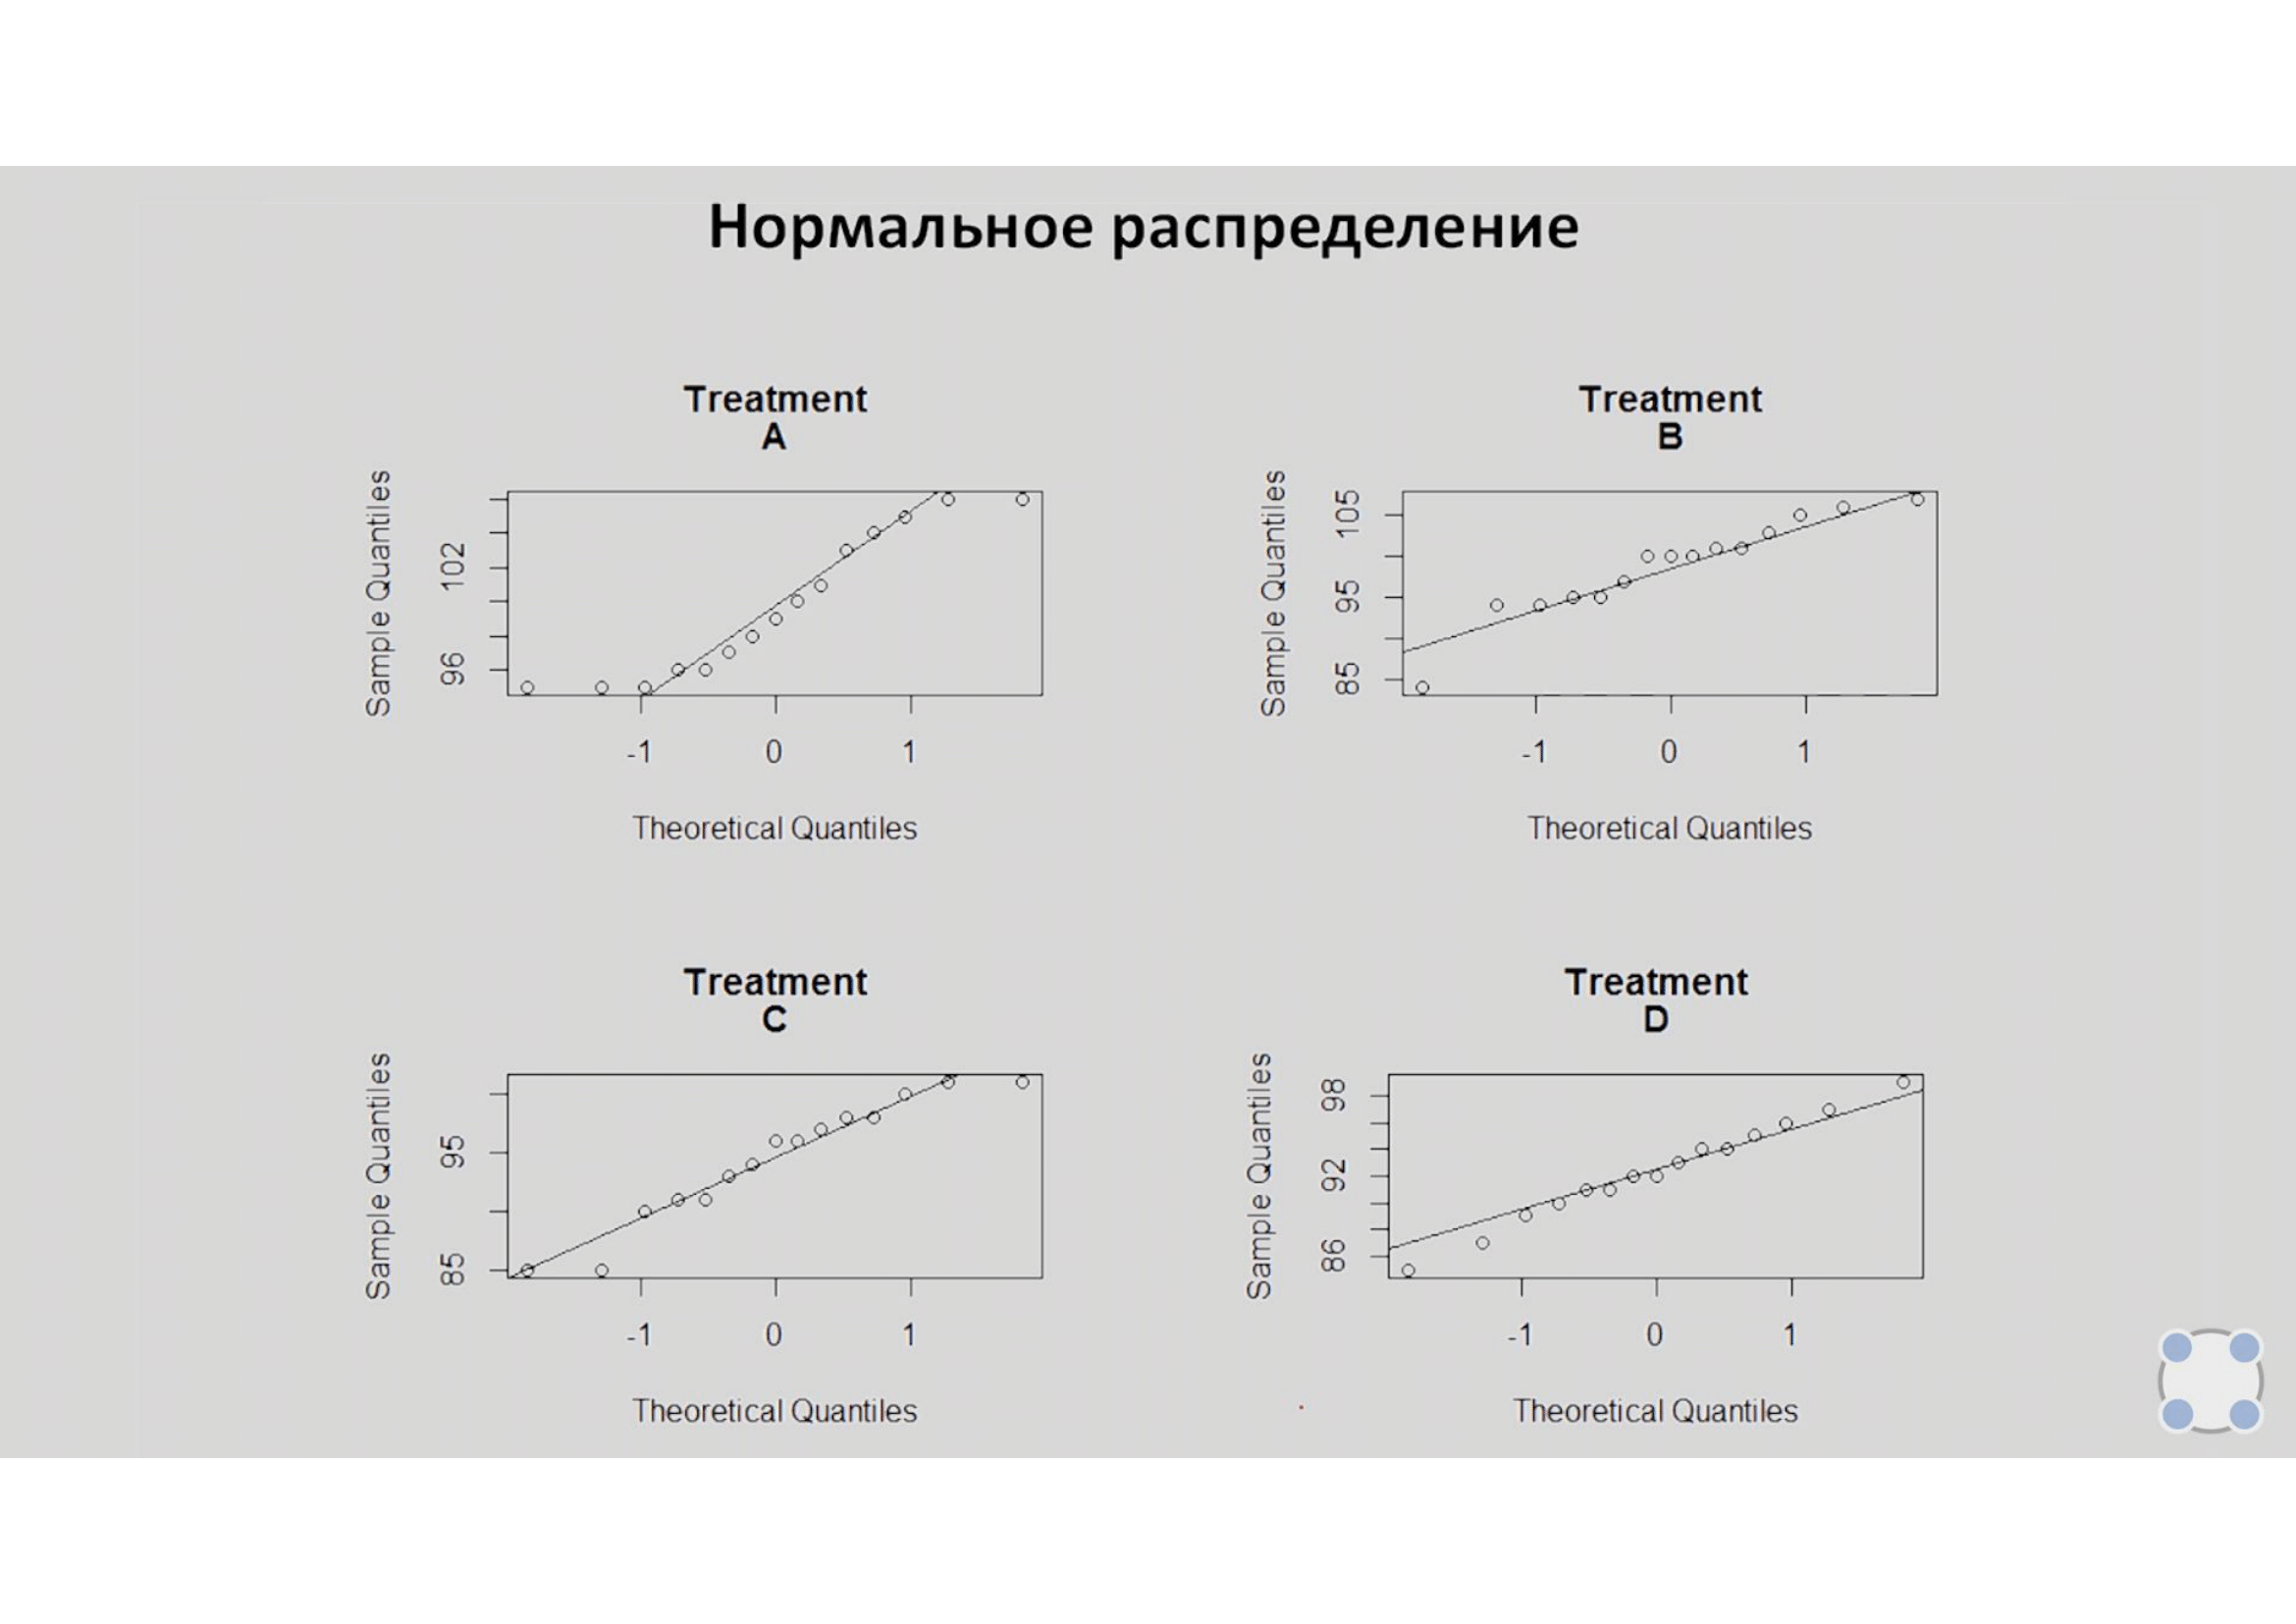 Нормальное распределение
Treatment
A
Sample Quantiles
102
96
-1 0 1
Theoretical Quantiles
Treatment
B
Sample Quantiles
105
95
85
-1 0 1
Theoretical Quantiles
Treatment
C
Sample Quantiles
95
85
-1 0 1
Theoretical Quantiles
Treatment
D
Sample Quantiles
98
92
86
-1 0 1
Theoretical Quantiles